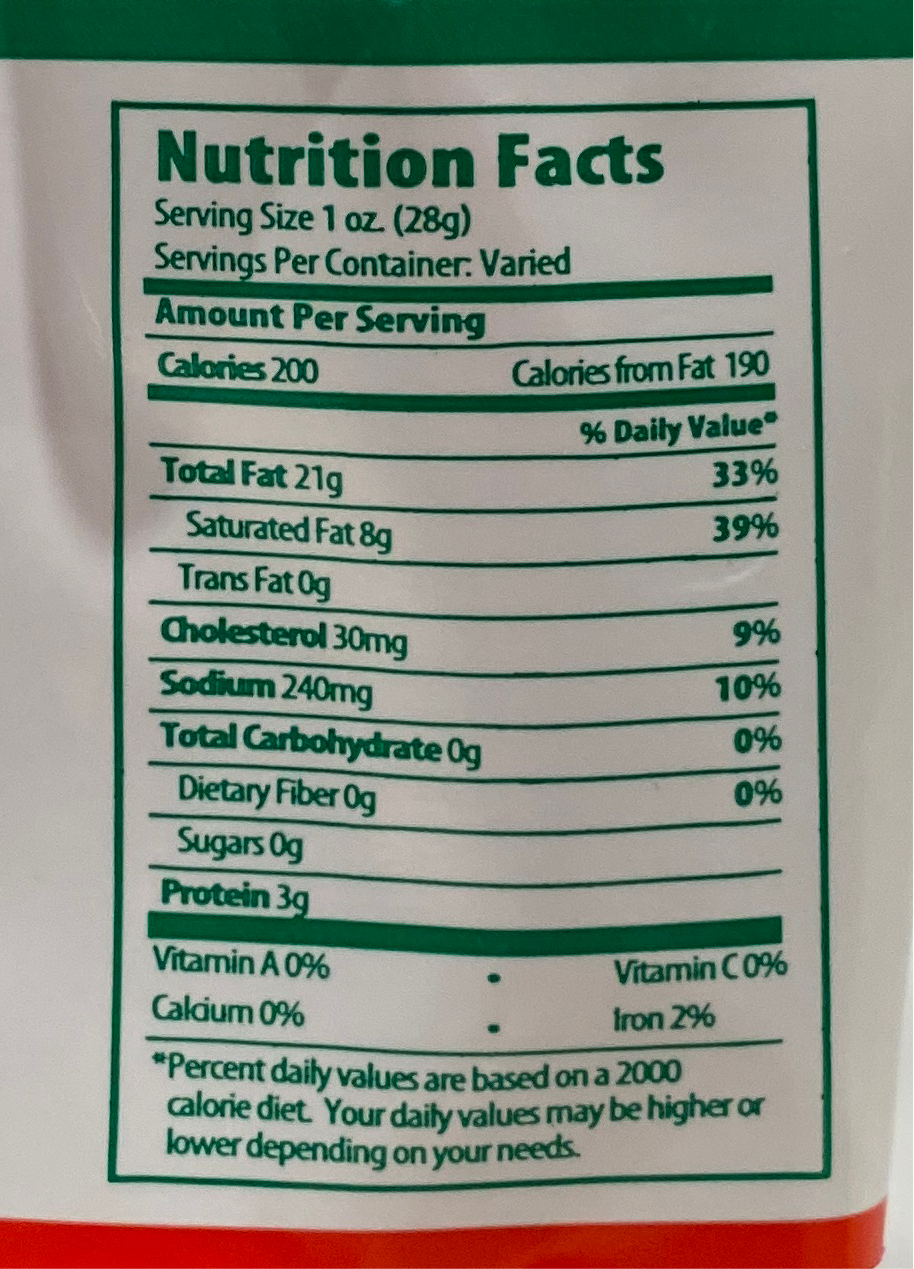 Nutrition Facts
Serving Size 1 oz. (28g)
Servings Per Container: Varied
Amount Per Serving
Calories 200 Calories from Fat 190
% Daily Value*
Total Fat 21g 33%
Saturated Fat 8g 39%
Trans Fat 0g
Cholesterol 30mg 9%
Sodium 240mg 10%
Total Carbohydrate 0g 0%
Dietary Fiber 0g 0%
Sugars 0g
Protein 3g
Vitamin A 0% • Vitamin C 0%
Calcium 0% • Iron 2%
*Percent daily values are based on a 2000
calorie diet. Your daily values may be higher or
lower depending on your needs.